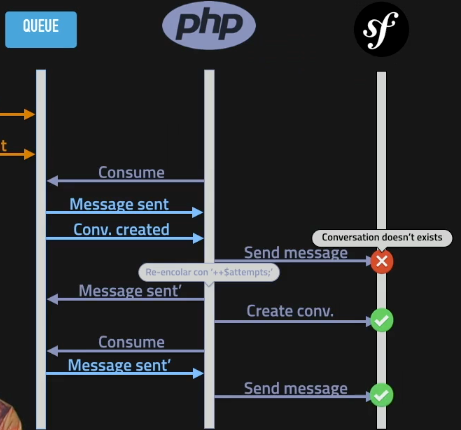 QUEUE
php
sf
t
Consume
Message sent
Conv. created
Conversation doesn't exists
Send message
Re-encolar con '++$attempts;'
Message sent'
Create conv.
Consume
Message sent'
Send message